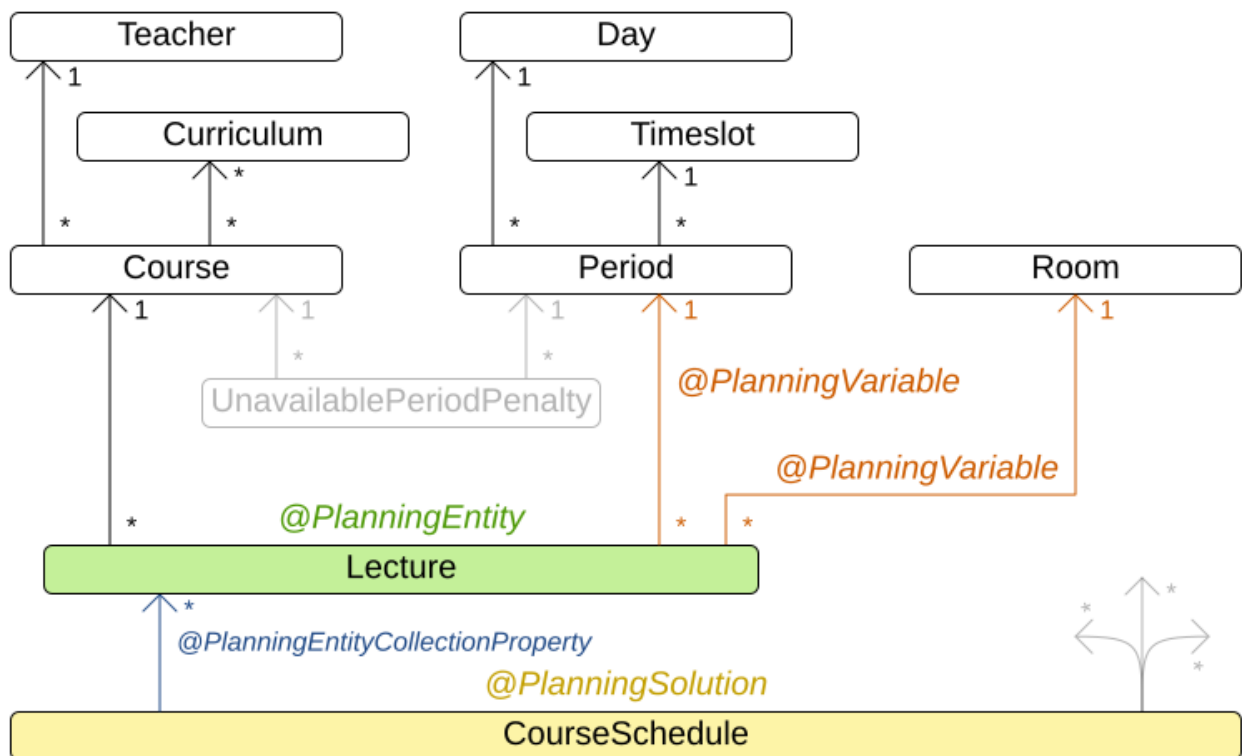 Teacher
Day
1
1
Curriculum
Timeslot
*
1
*
*
*
*
Course
Period
Room
1
1
1
1
1
*
*
@PlanningVariable
UnavailablePeriodPenalty
@PlanningVariable
@PlanningEntity
*
*
*
Lecture
*
*
*
@PlanningEntityCollectionProperty
*
@PlanningSolution
CourseSchedule